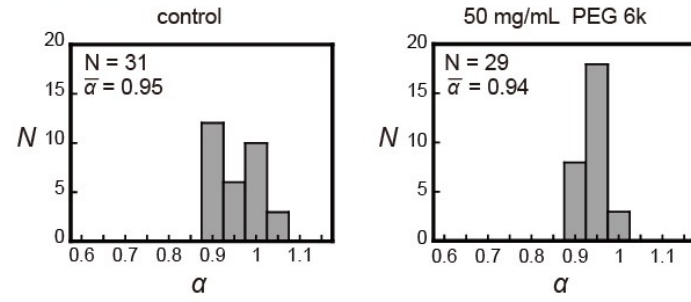 control
N = 31
α̅ = 0.95
20
15
10
5
0
N
0.6 0.7 0.8 0.9 1 1.1
α
50 mg/mL PEG 6k
N = 29
α̅ = 0.94
20
15
10
5
0
N
0.6 0.7 0.8 0.9 1 1.1
α